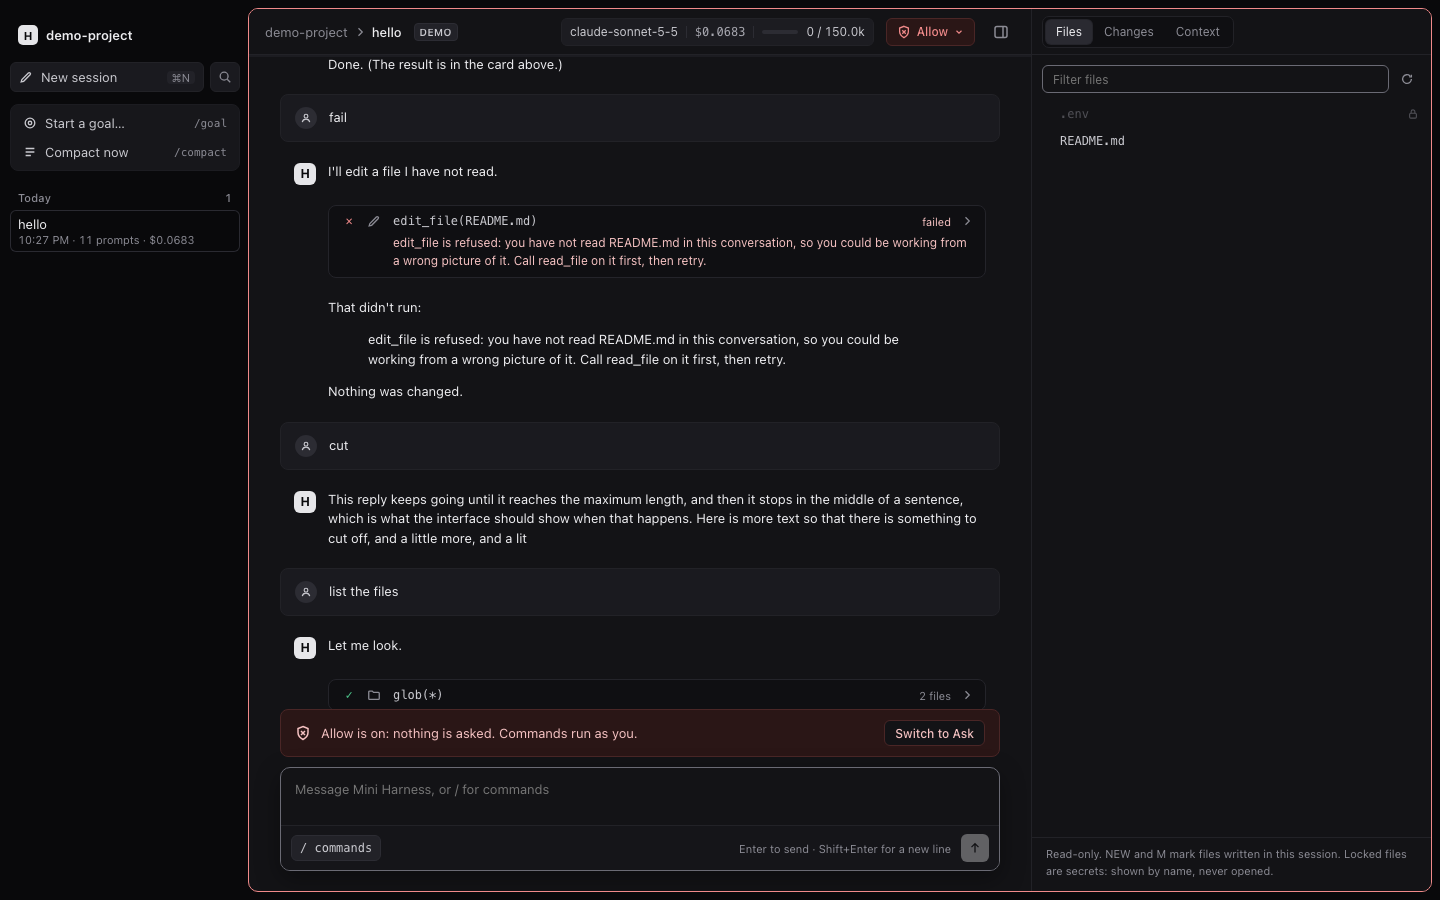 H demo-project
New session ⌘N
Start a goal... /goal
Compact now /compact
Today 1
hello
10:27 PM · 11 prompts · $0.0683
demo-project > hello DEMO
claude-sonnet-5-5 $0.0683 0 / 150.0k Allow
Done. (The result is in the card above.)
fail
H I'll edit a file I have not read.
× edit_file(README.md) failed
edit_file is refused: you have not read README.md in this conversation, so you could be working from
a wrong picture of it. Call read_file on it first, then retry.
That didn't run:
edit_file is refused: you have not read README.md in this conversation, so you could be
working from a wrong picture of it. Call read_file on it first, then retry.
Nothing was changed.
cut
H This reply keeps going until it reaches the maximum length, and then it stops in the middle of a sentence,
which is what the interface should show when that happens. Here is more text so that there is something to
cut off, and a little more, and a lit
list the files
H Let me look.
✓ glob(*) 2 files
Allow is on: nothing is asked. Commands run as you. Switch to Ask
Message Mini Harness, or / for commands
/ commands Enter to send · Shift+Enter for a new line
Files Changes Context
Filter files
.env
README.md
Read-only. NEW and M mark files written in this session. Locked files
are secrets: shown by name, never opened.